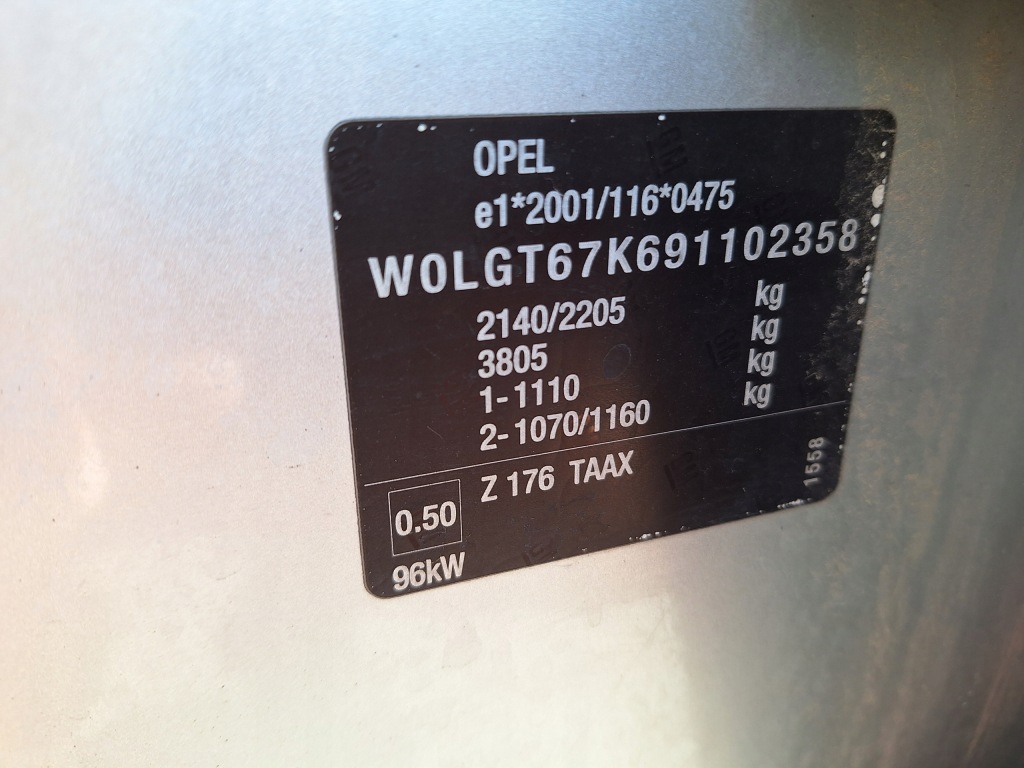 OPEL
e1*2001/116*0475
W0LGT67K691102358
2140/2205 kg
3805 kg
1-1110 kg
2-1070/1160 kg
Z 176 TAAX
1558
0.50
96kW